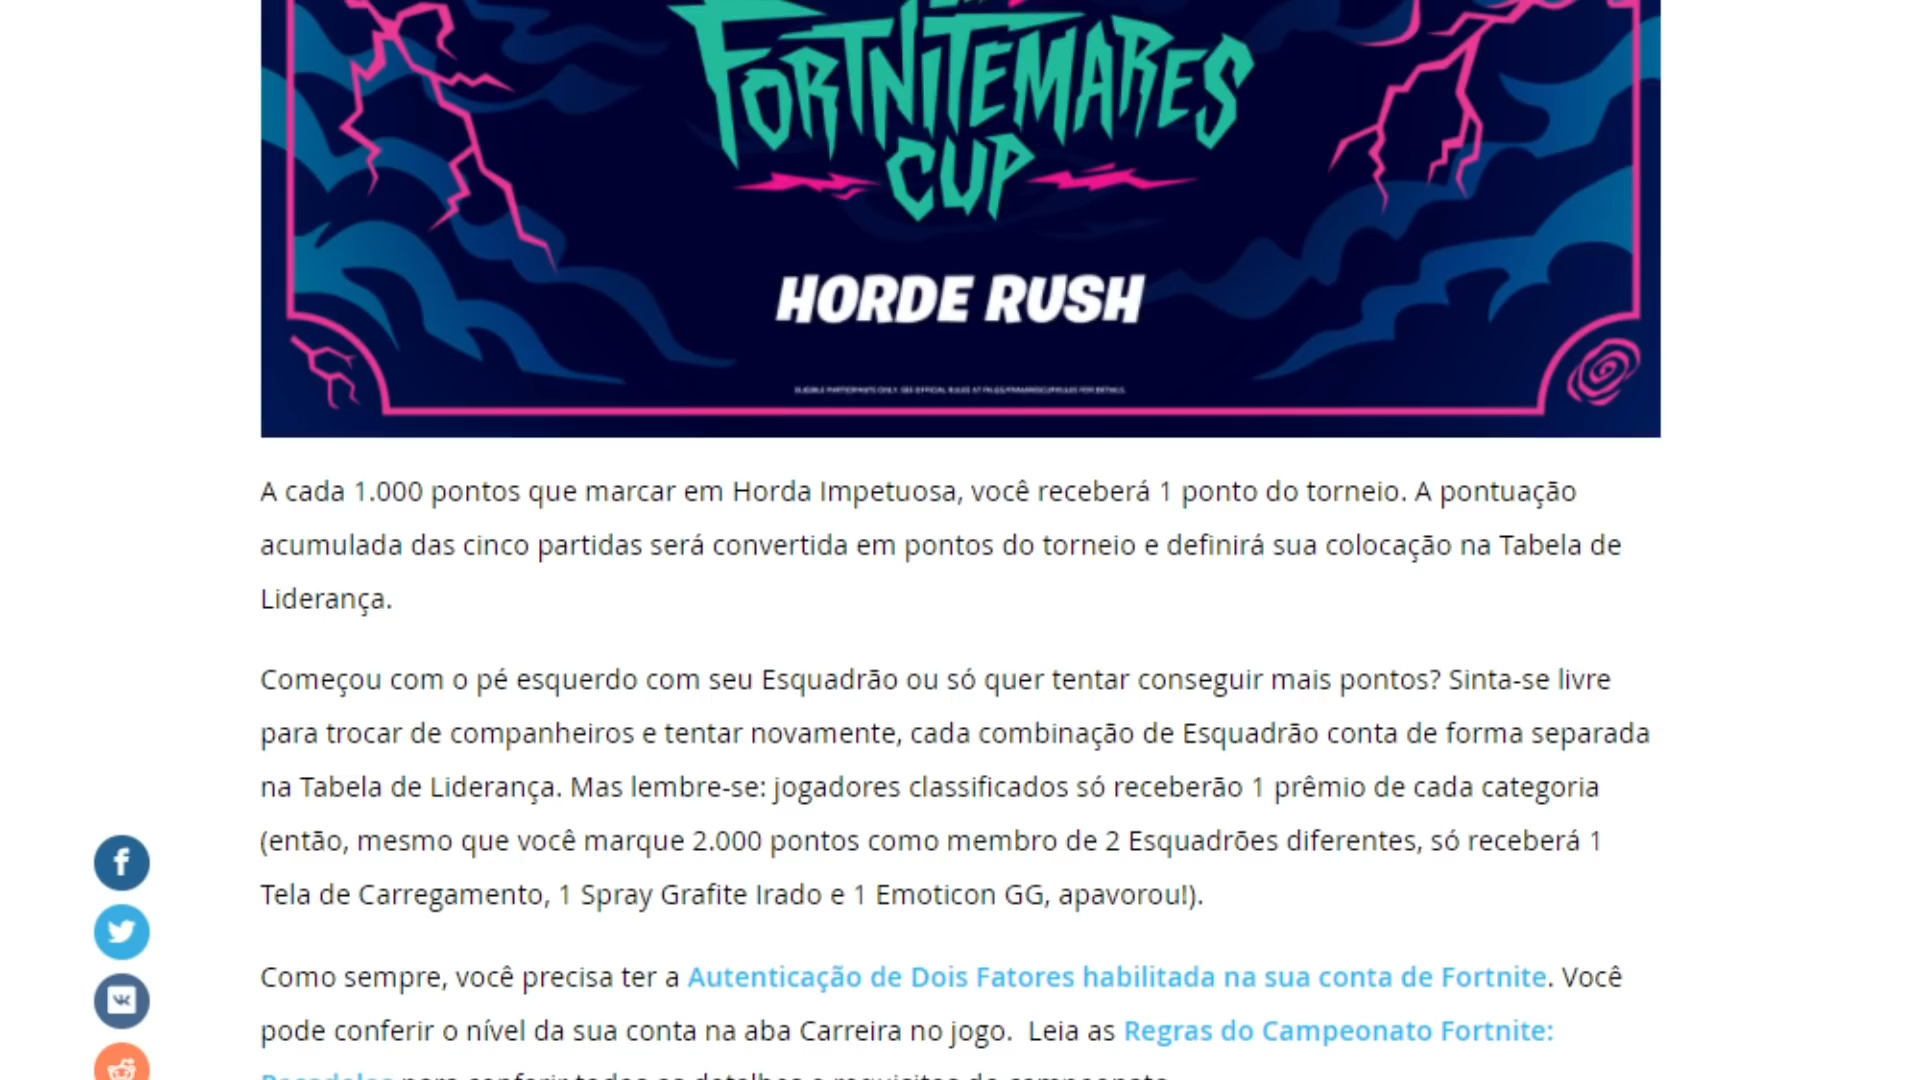 FORTNITEMARES
CUP
HORDE RUSH
A cada 1.000 pontos que marcar em Horda Impetuosa, você receberá 1 ponto do torneio. A pontuação
acumulada das cinco partidas será convertida em pontos do torneio e definirá sua colocação na Tabela de
Liderança.
Começou com o pé esquerdo com seu Esquadrão ou só quer tentar conseguir mais pontos? Sinta-se livre
para trocar de companheiros e tentar novamente, cada combinação de Esquadrão conta de forma separada
na Tabela de Liderança. Mas lembre-se: jogadores classificados só receberão 1 prêmio de cada categoria
(então, mesmo que você marque 2.000 pontos como membro de 2 Esquadrões diferentes, só receberá 1
Tela de Carregamento, 1 Spray Grafite Irado e 1 Emoticon GG, apavorou!).
Como sempre, você precisa ter a Autenticação de Dois Fatores habilitada na sua conta de Fortnite. Você
pode conferir o nível da sua conta na aba Carreira no jogo. Leia as Regras do Campeonato Fortnite: